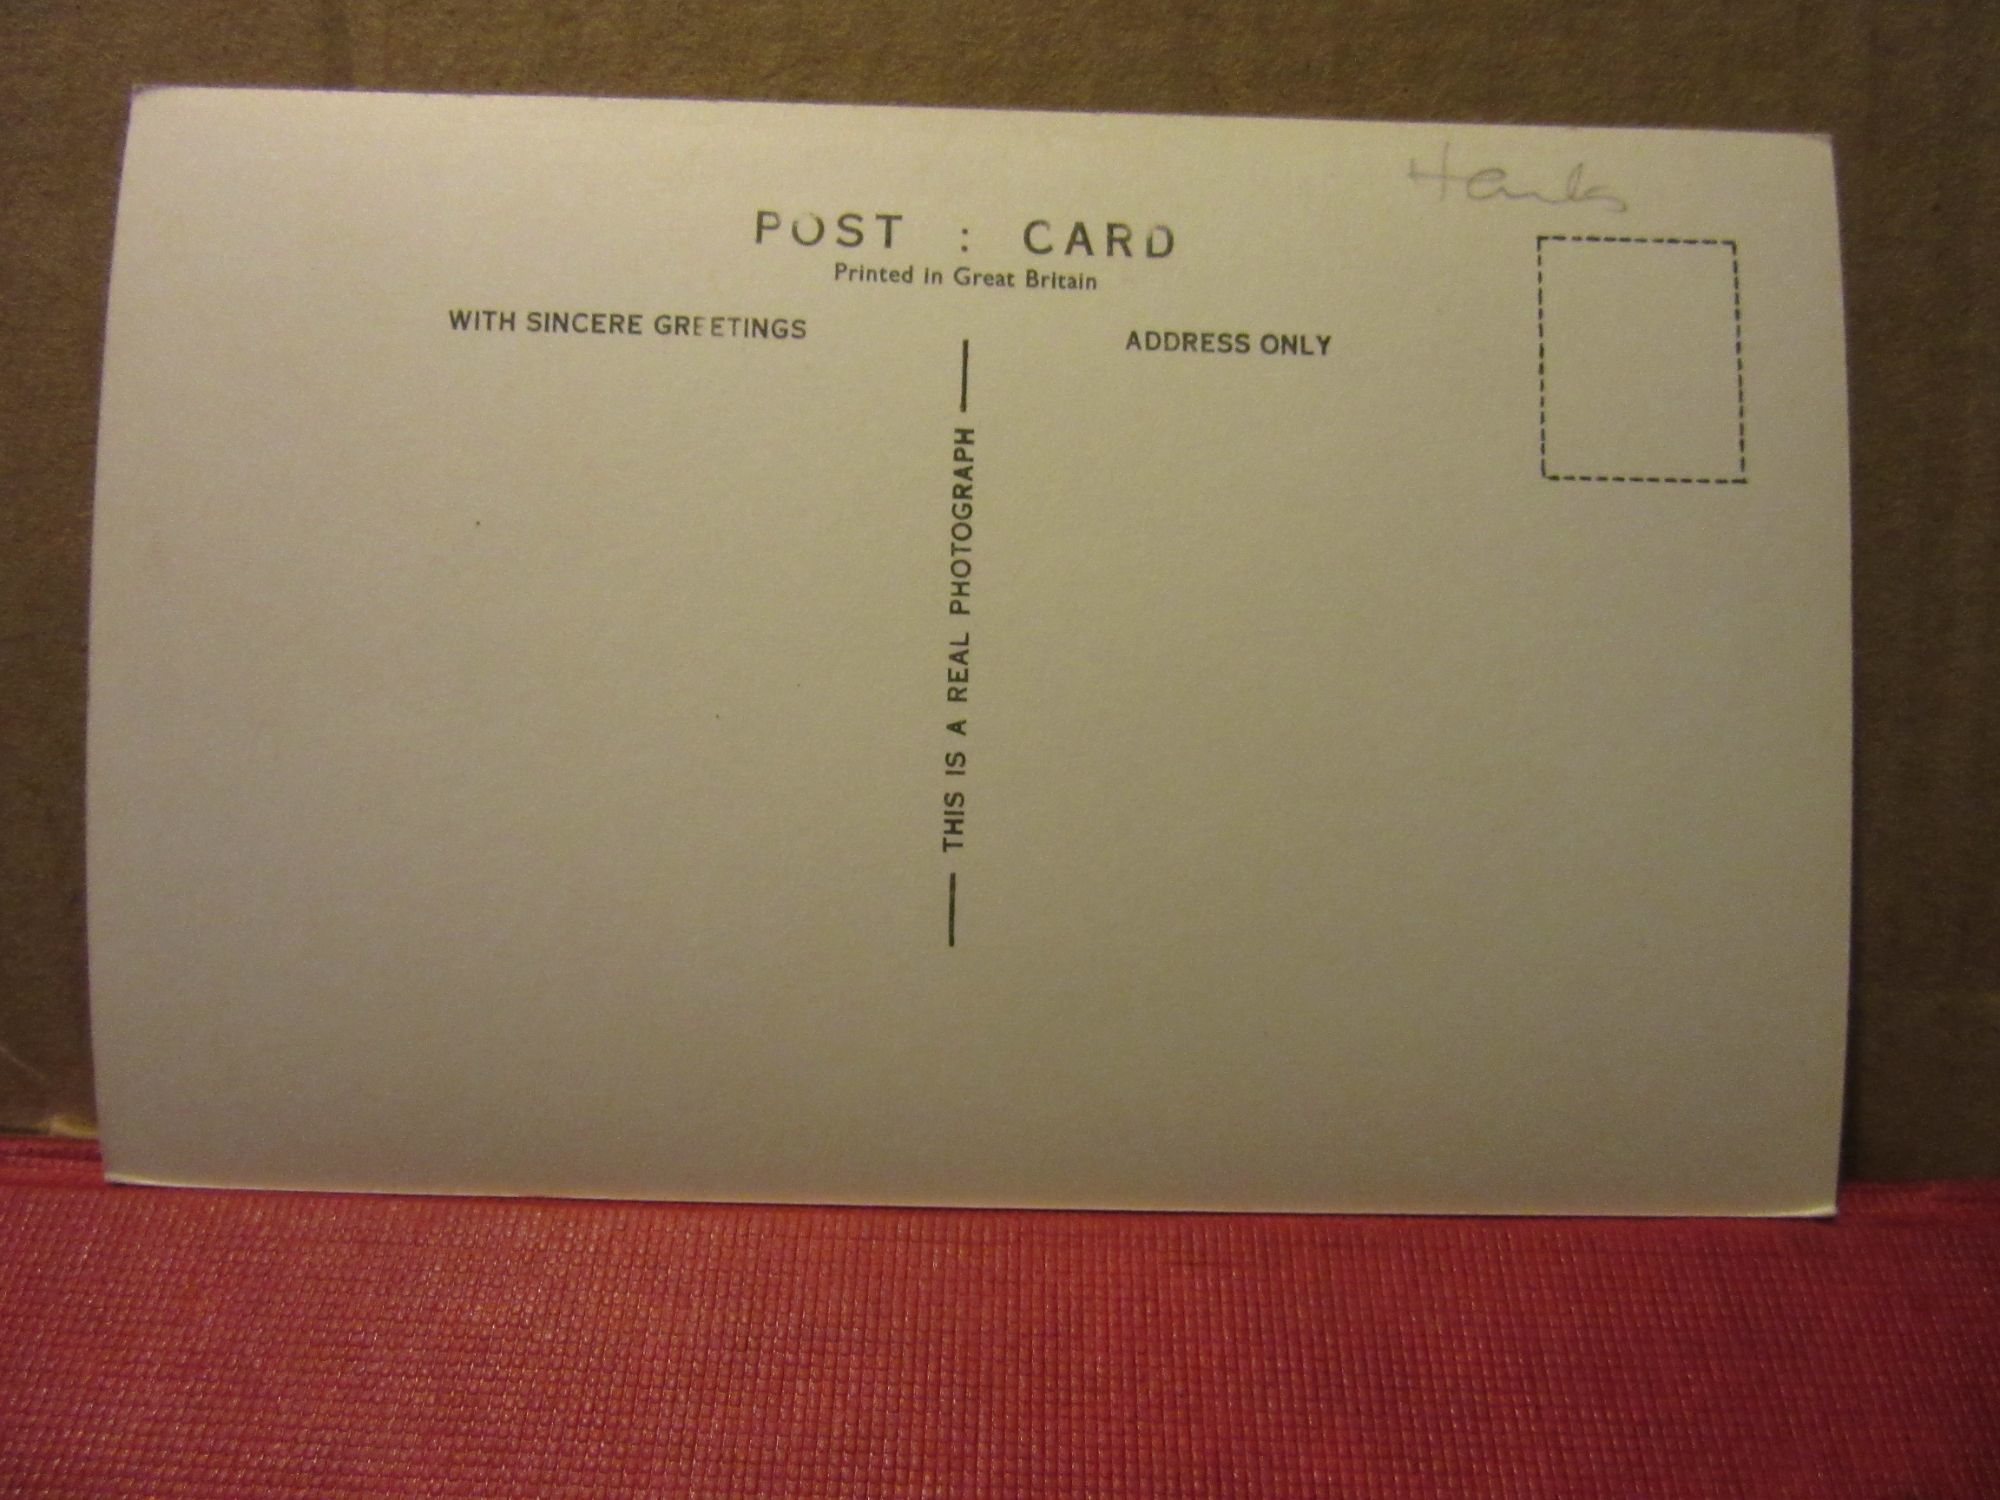 Hants
POST : CARD
Printed in Great Britain
WITH SINCERE GREETINGS
ADDRESS ONLY
THIS IS A REAL PHOTOGRAPH